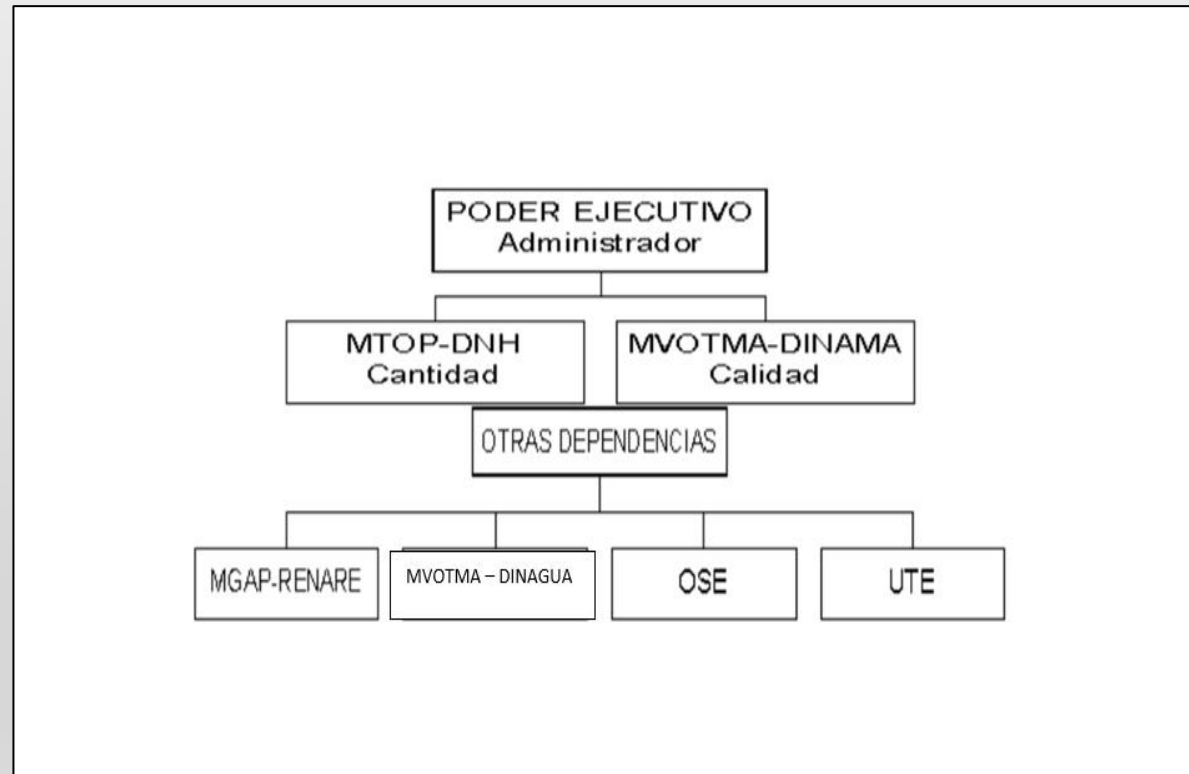 PODER EJECUTIVO
Administrador
MTOP-DNH
Cantidad
MVOTMA-DINAMA
Calidad
OTRAS DEPENDENCIAS
MGAP-RENARE
MVOTMA – DINAGUA
OSE
UTE